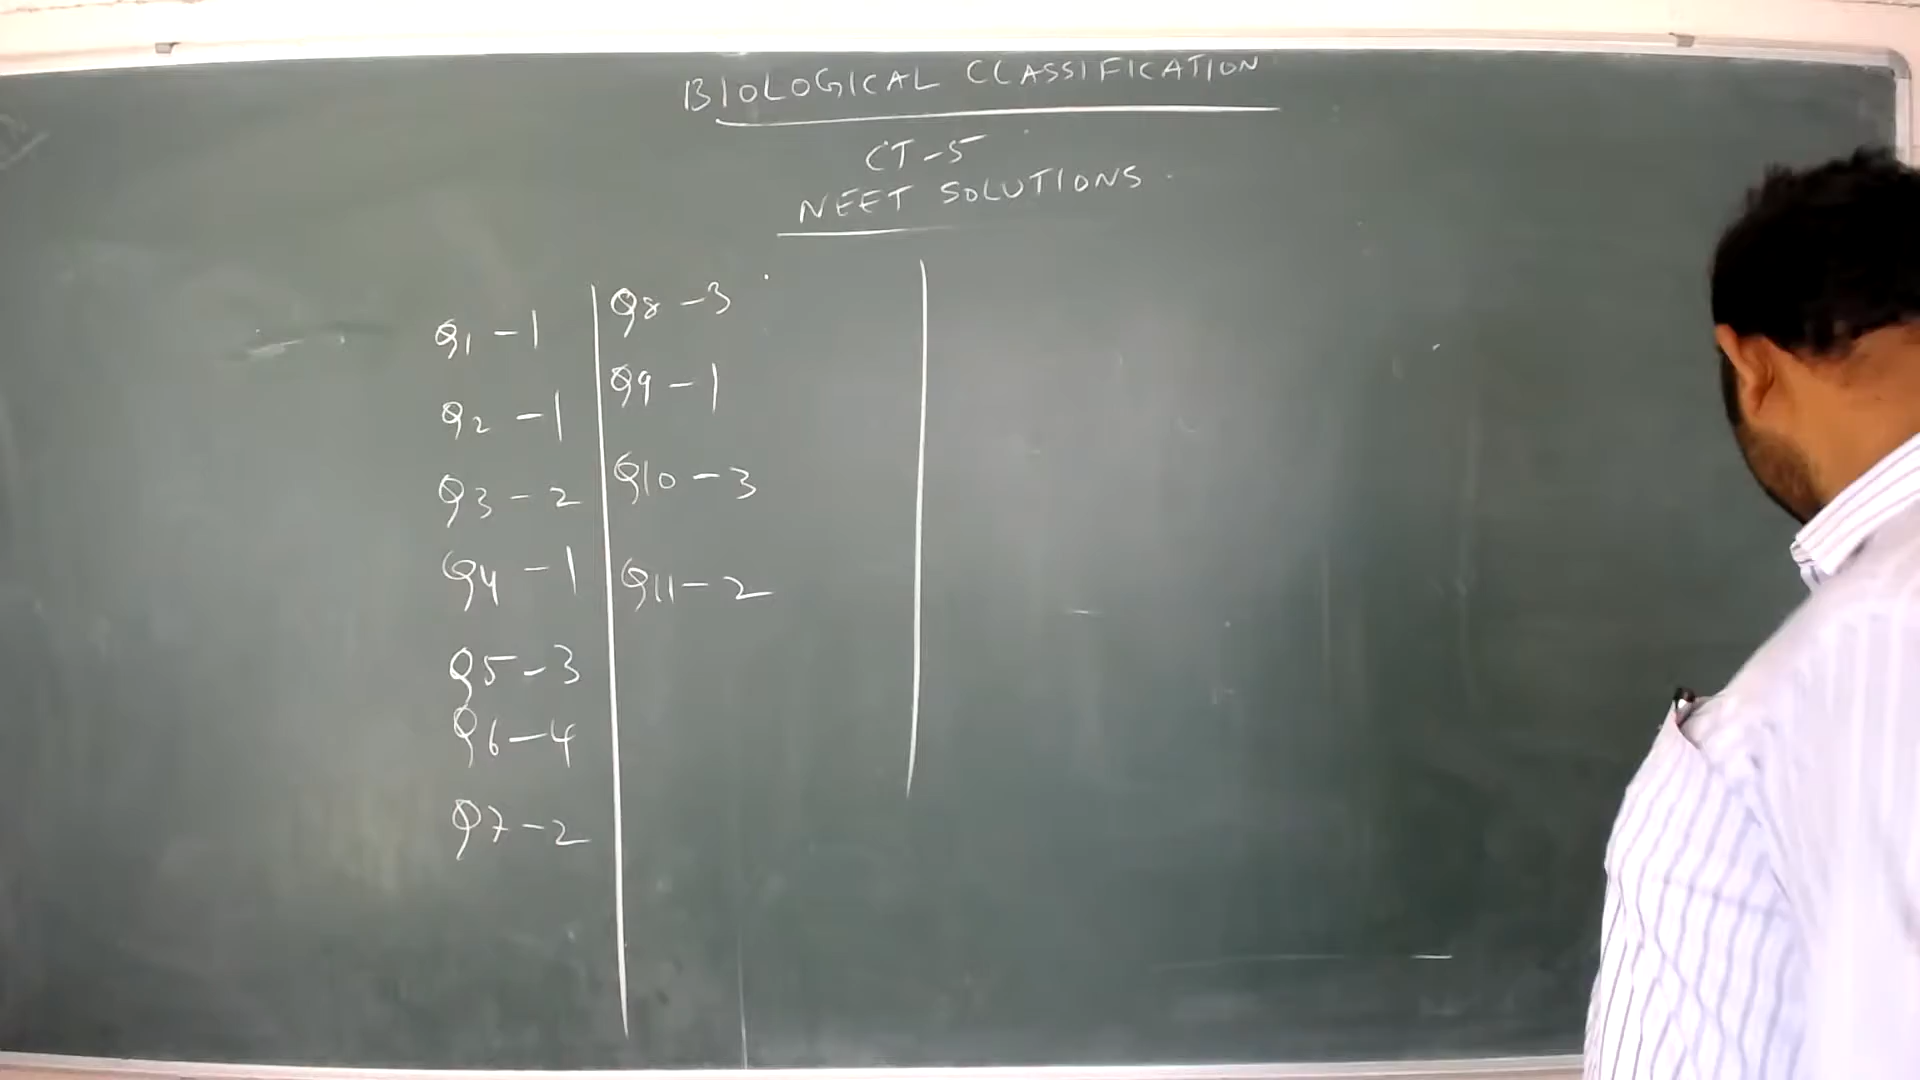 BIOLOGICAL CLASSIFICATION
CT-5
NEET SOLUTIONS.
Q1 - 1
Q2 - 1
Q3 - 2
Q4 - 1
Q5 - 3
Q6 - 4
Q7 - 2
Q8 - 3
Q9 - 1
Q10 - 3
Q11 - 2